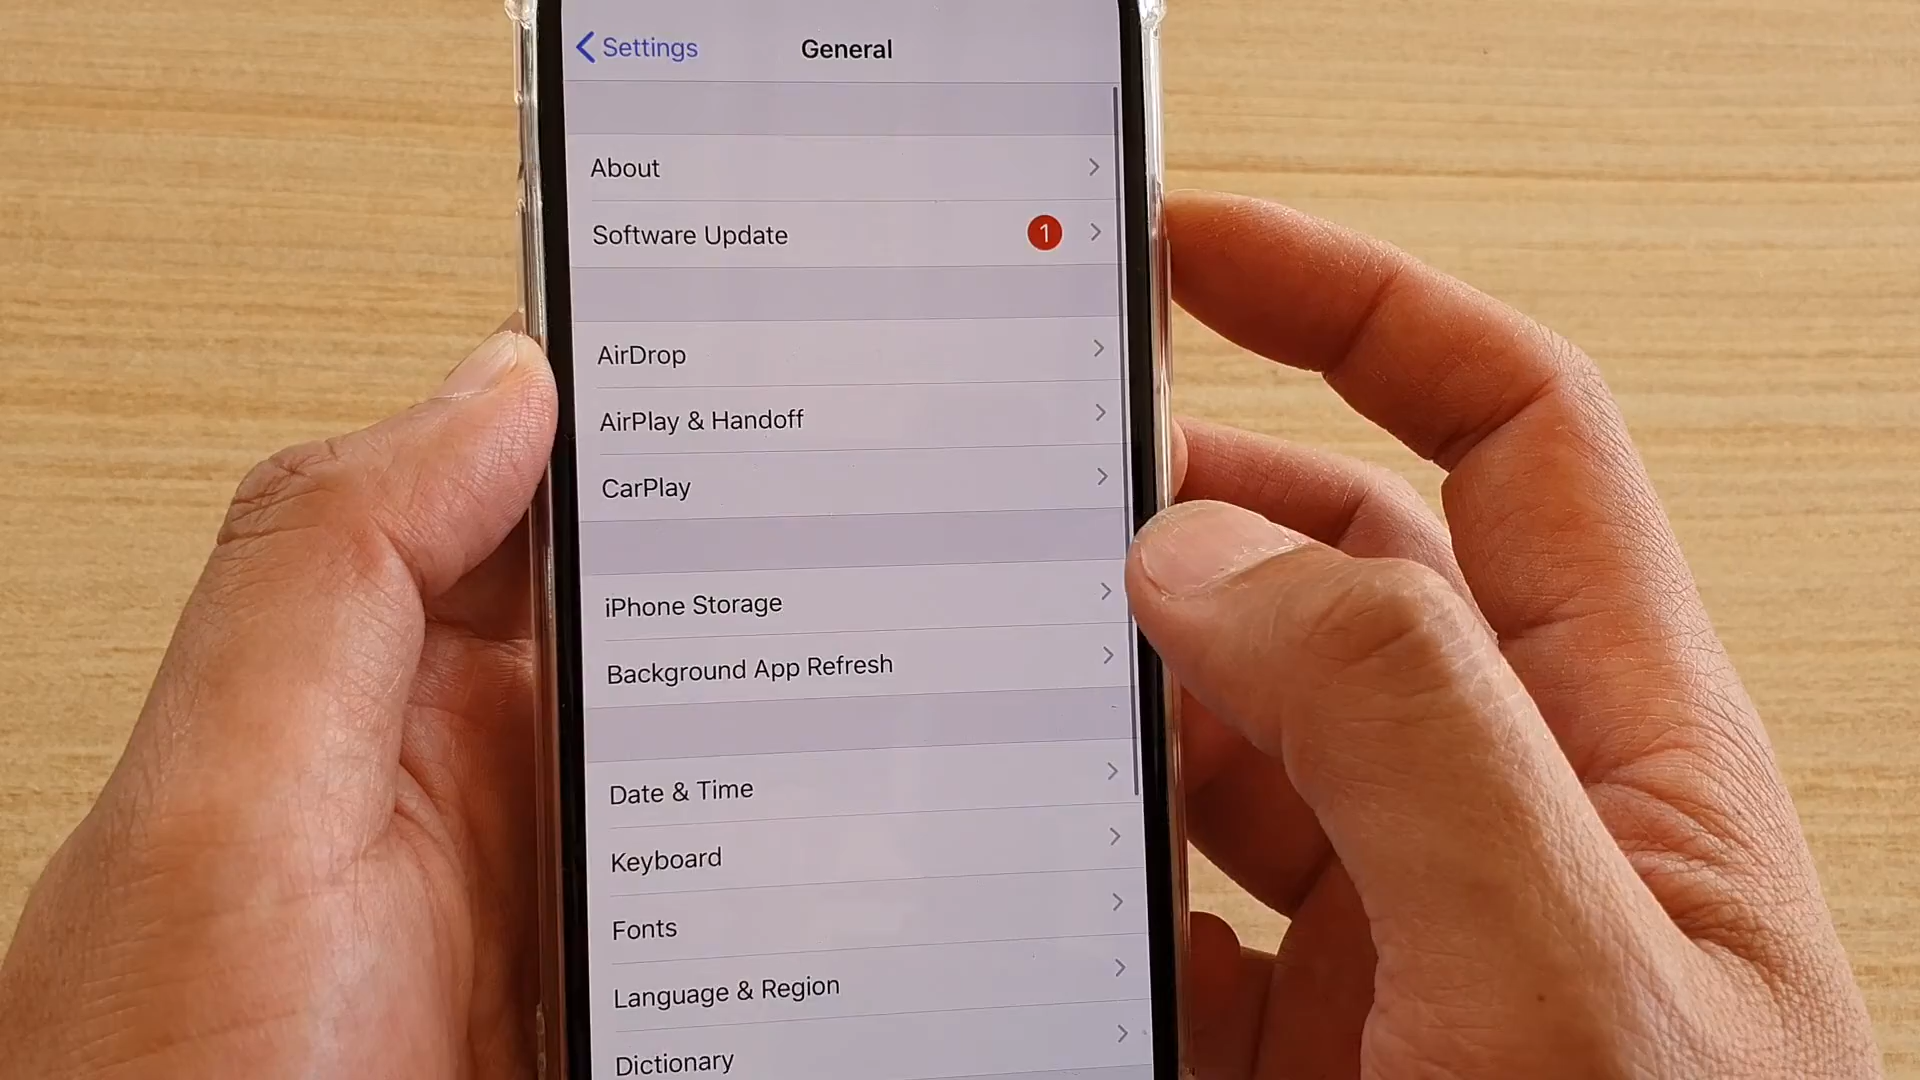 Settings
General
About
Software Update 1
AirDrop
AirPlay & Handoff
CarPlay
iPhone Storage
Background App Refresh
Date & Time
Keyboard
Fonts
Language & Region
Dictionary